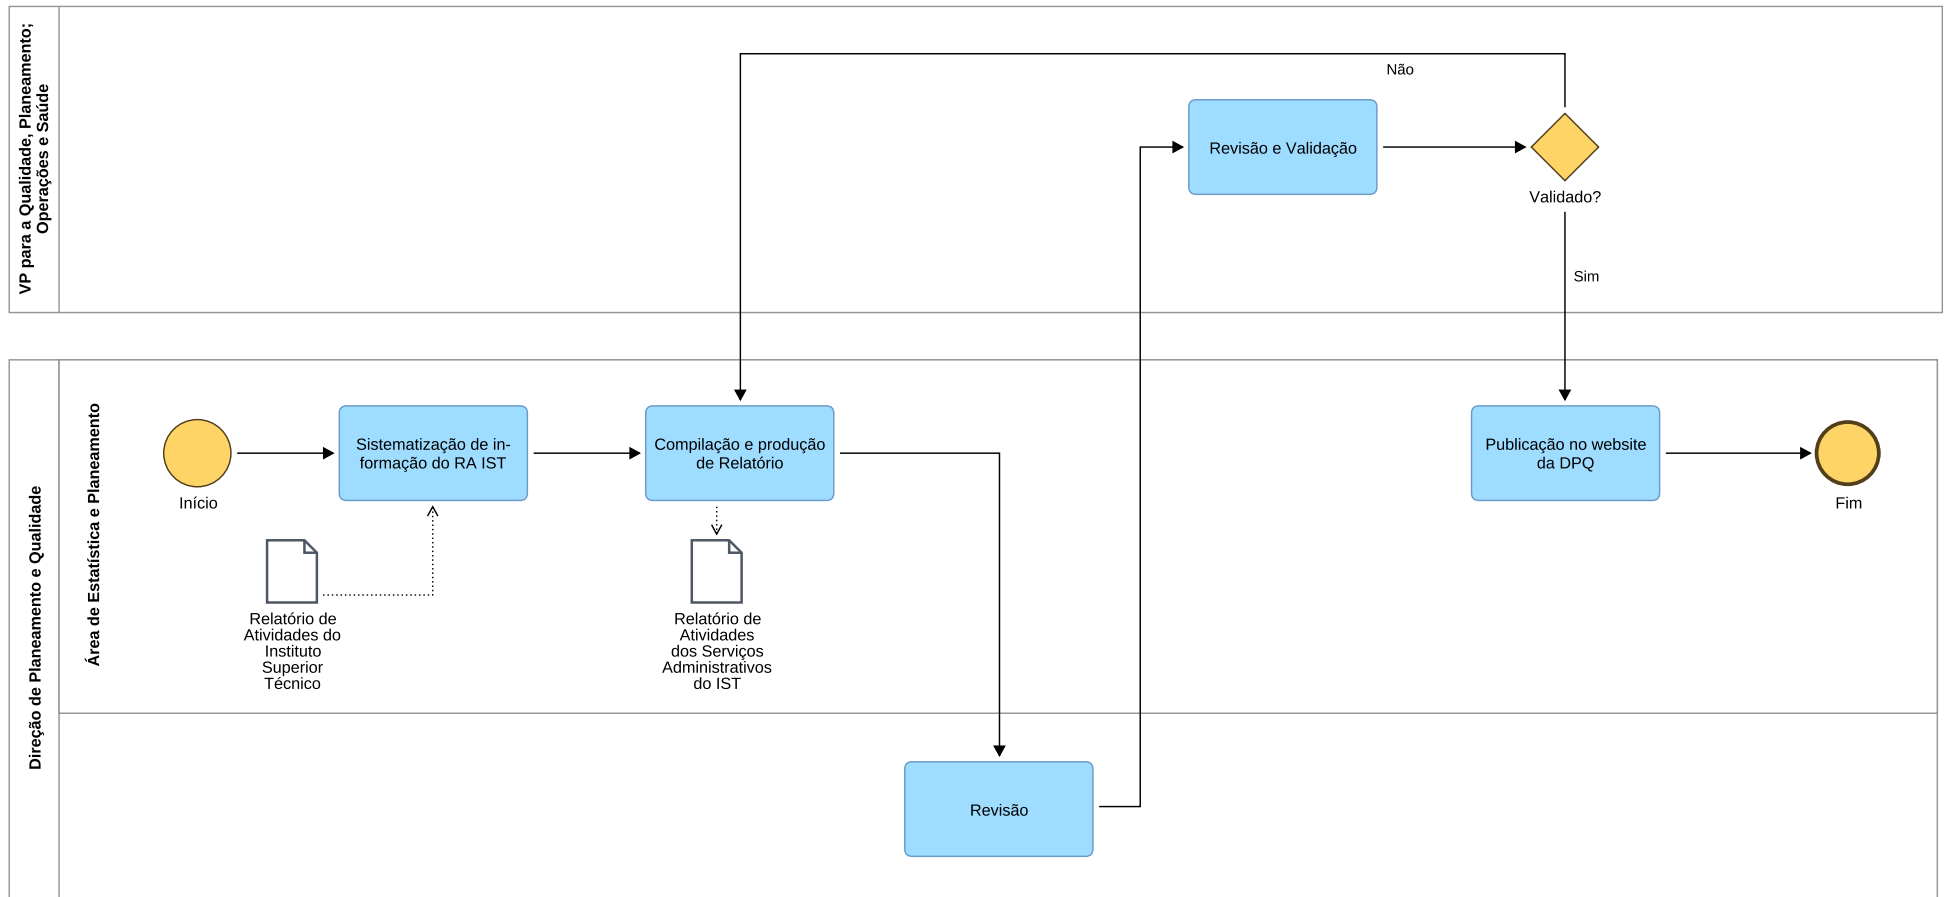 VP para a Qualidade, Planeamento;
Operações e Saúde
Não
Revisão e Validação
Validado?
Sim
Direção de Planeamento e Qualidade
Área de Estatística e Planeamento
Início
Sistematização de in-
formação do RA IST
Compilação e produção
de Relatório
Publicação no website
da DPQ
Fim
Relatório de
Atividades do
Instituto
Superior
Técnico
Relatório de
Atividades
dos Serviços
Administrativos
do IST
Revisão